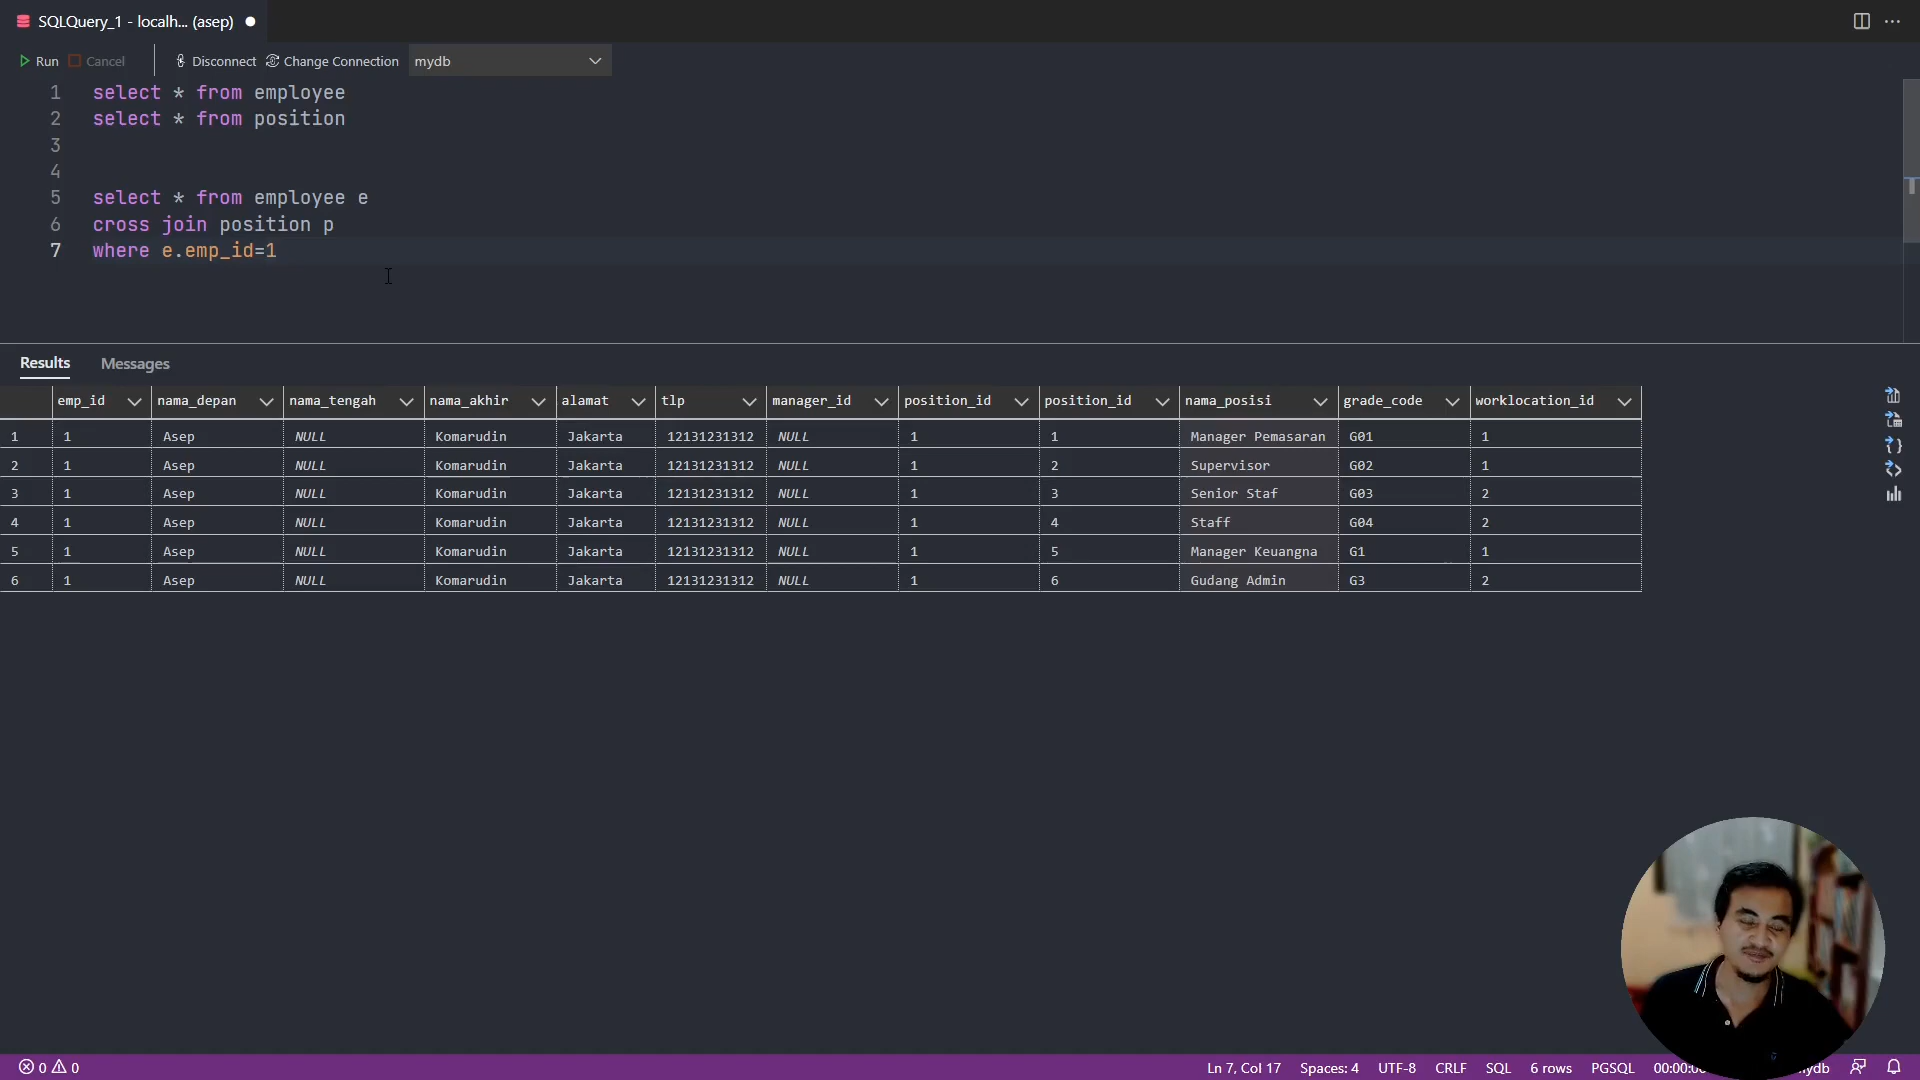 SQLQuery_1 - localh... (asep)
Run Cancel Disconnect Change Connection mydb
1 select * from employee
2 select * from position
3
4
5 select * from employee e
6 cross join position p
7 where e.emp_id=1
Results Messages
emp_id nama_depan nama_tengah nama_akhir alamat tlp manager_id position_id position_id nama_posisi grade_code worklocation_id
1 1 Asep NULL Komarudin Jakarta 12131231312 NULL 1 1 Manager Pemasaran G01 1
2 1 Asep NULL Komarudin Jakarta 12131231312 NULL 1 2 Supervisor G02 1
3 1 Asep NULL Komarudin Jakarta 12131231312 NULL 1 3 Senior Staf G03 2
4 1 Asep NULL Komarudin Jakarta 12131231312 NULL 1 4 Staff G04 2
5 1 Asep NULL Komarudin Jakarta 12131231312 NULL 1 5 Manager Keuangna G1 1
6 1 Asep NULL Komarudin Jakarta 12131231312 NULL 1 6 Gudang Admin G3 2
0 0 Ln 7, Col 17 Spaces: 4 UTF-8 CRLF SQL 6 rows PGSQL